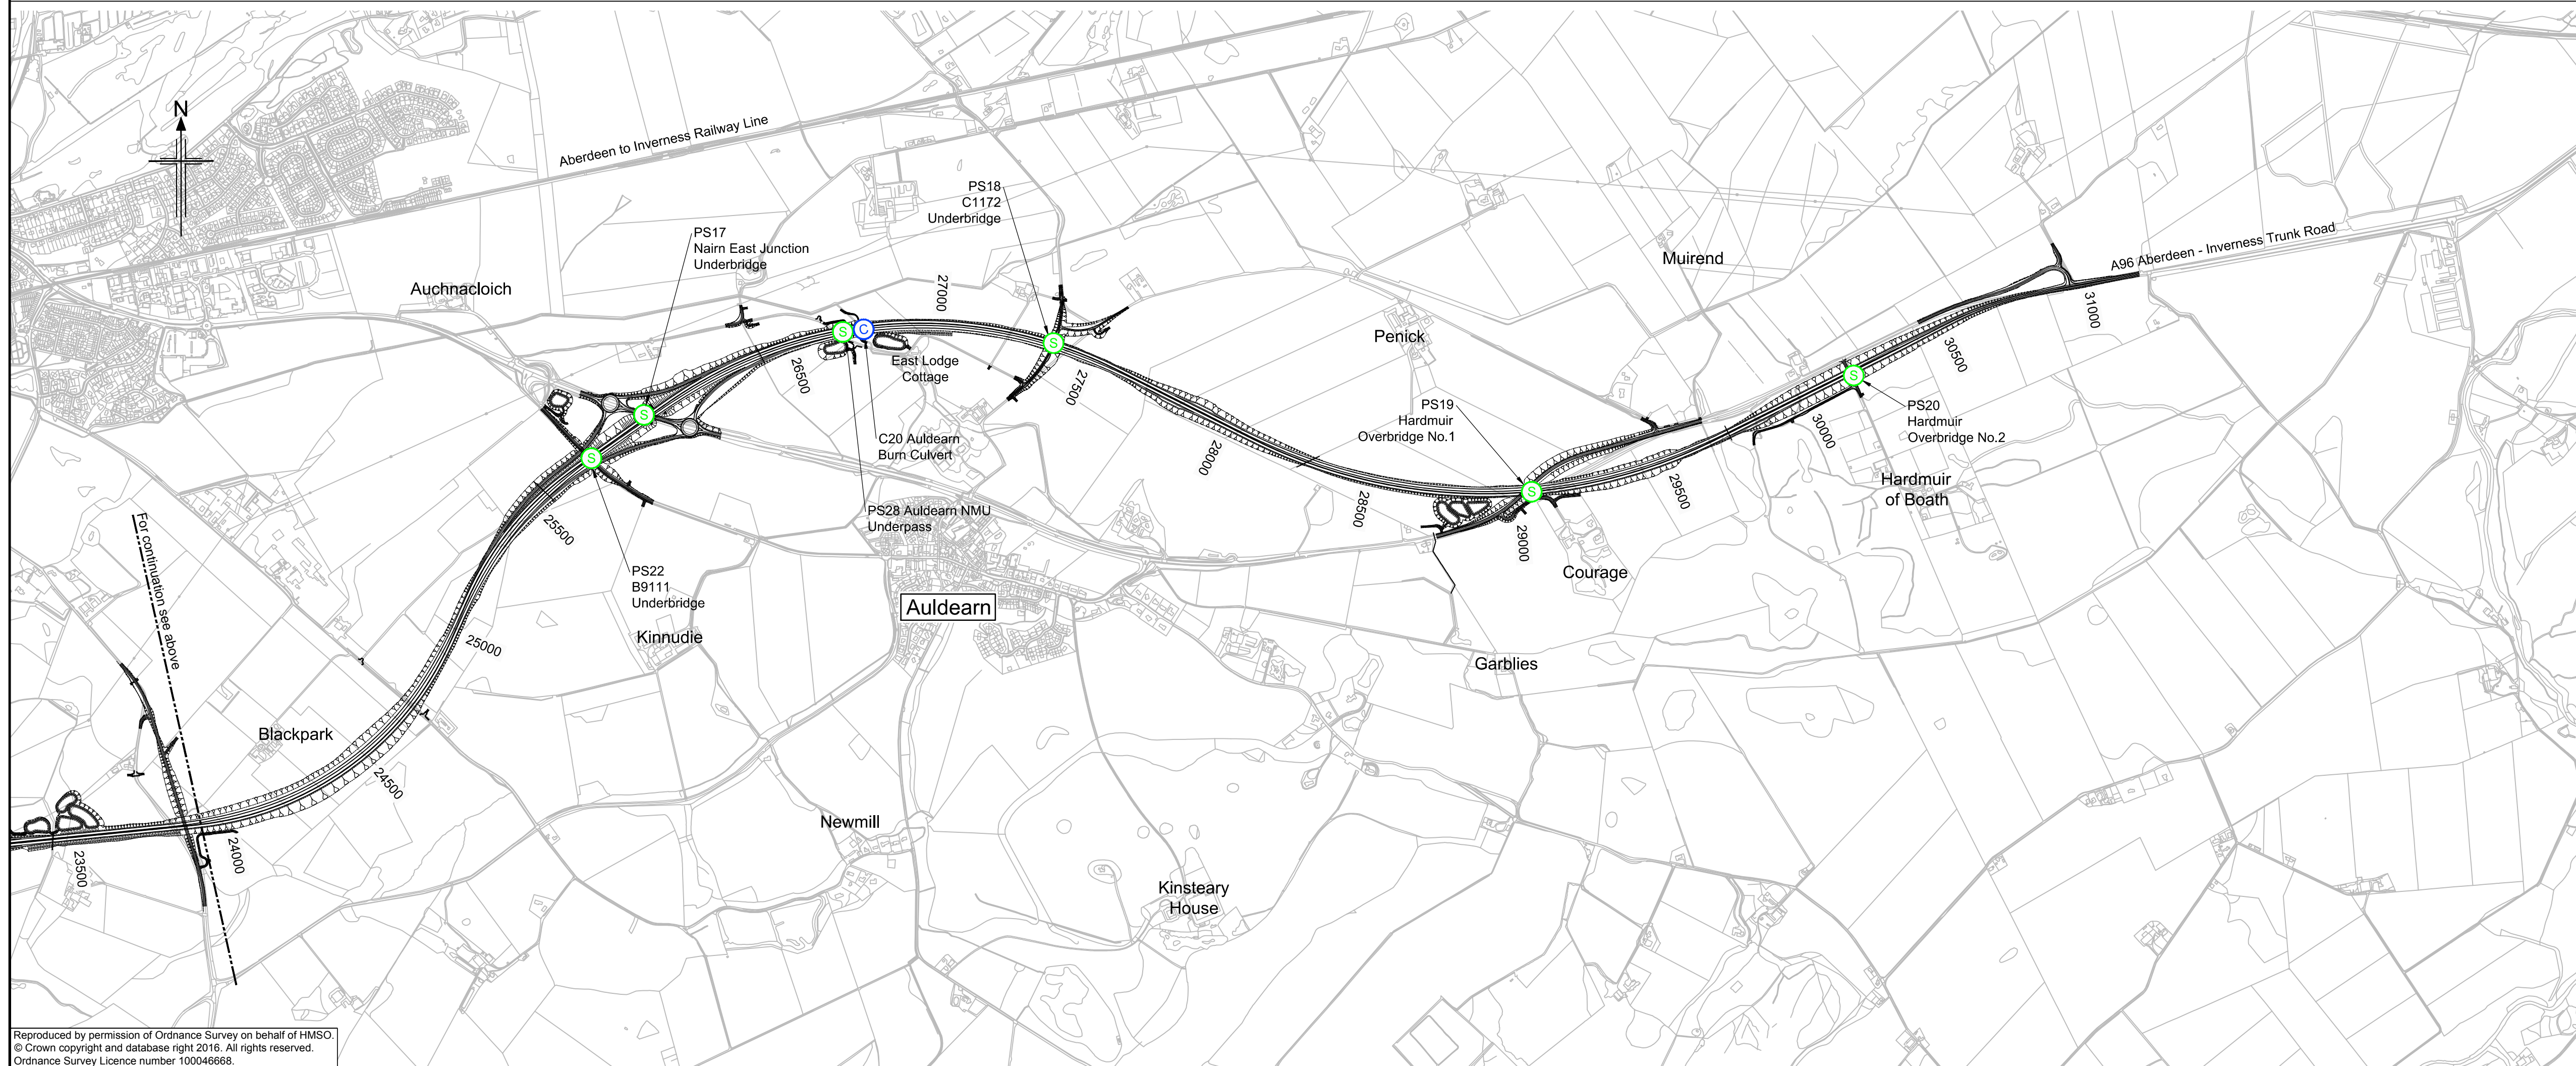 N
Aberdeen to Inverness Railway Line
PS18
C1172
Underbridge
PS17
Nairn East Junction
Underbridge
Auchnacloich
27000
S
C
S
East Lodge
Cottage
26500
27500
S
S
C20 Auldearn
Burn Culvert
PS28 Auldearn NMU
Underpass
25500
PS22
B9111
Underbridge
Auldearn
Kinnudie
25000
For continuation see above
Blackpark
24500
24000
23500
Newmill
Kinsteary
House
Muirend
A96 Aberdeen - Inverness Trunk Road
31000
Penick
30500
S
PS20
Hardmuir
Overbridge No.2
PS19
Hardmuir
Overbridge No.1
30000
28000
S
28500
29000
29500
Hardmuir
of Boath
Courage
Garblies
Reproduced by permission of Ordnance Survey on behalf of HMSO.
© Crown copyright and database right 2016. All rights reserved.
Ordnance Survey Licence number 100046668.